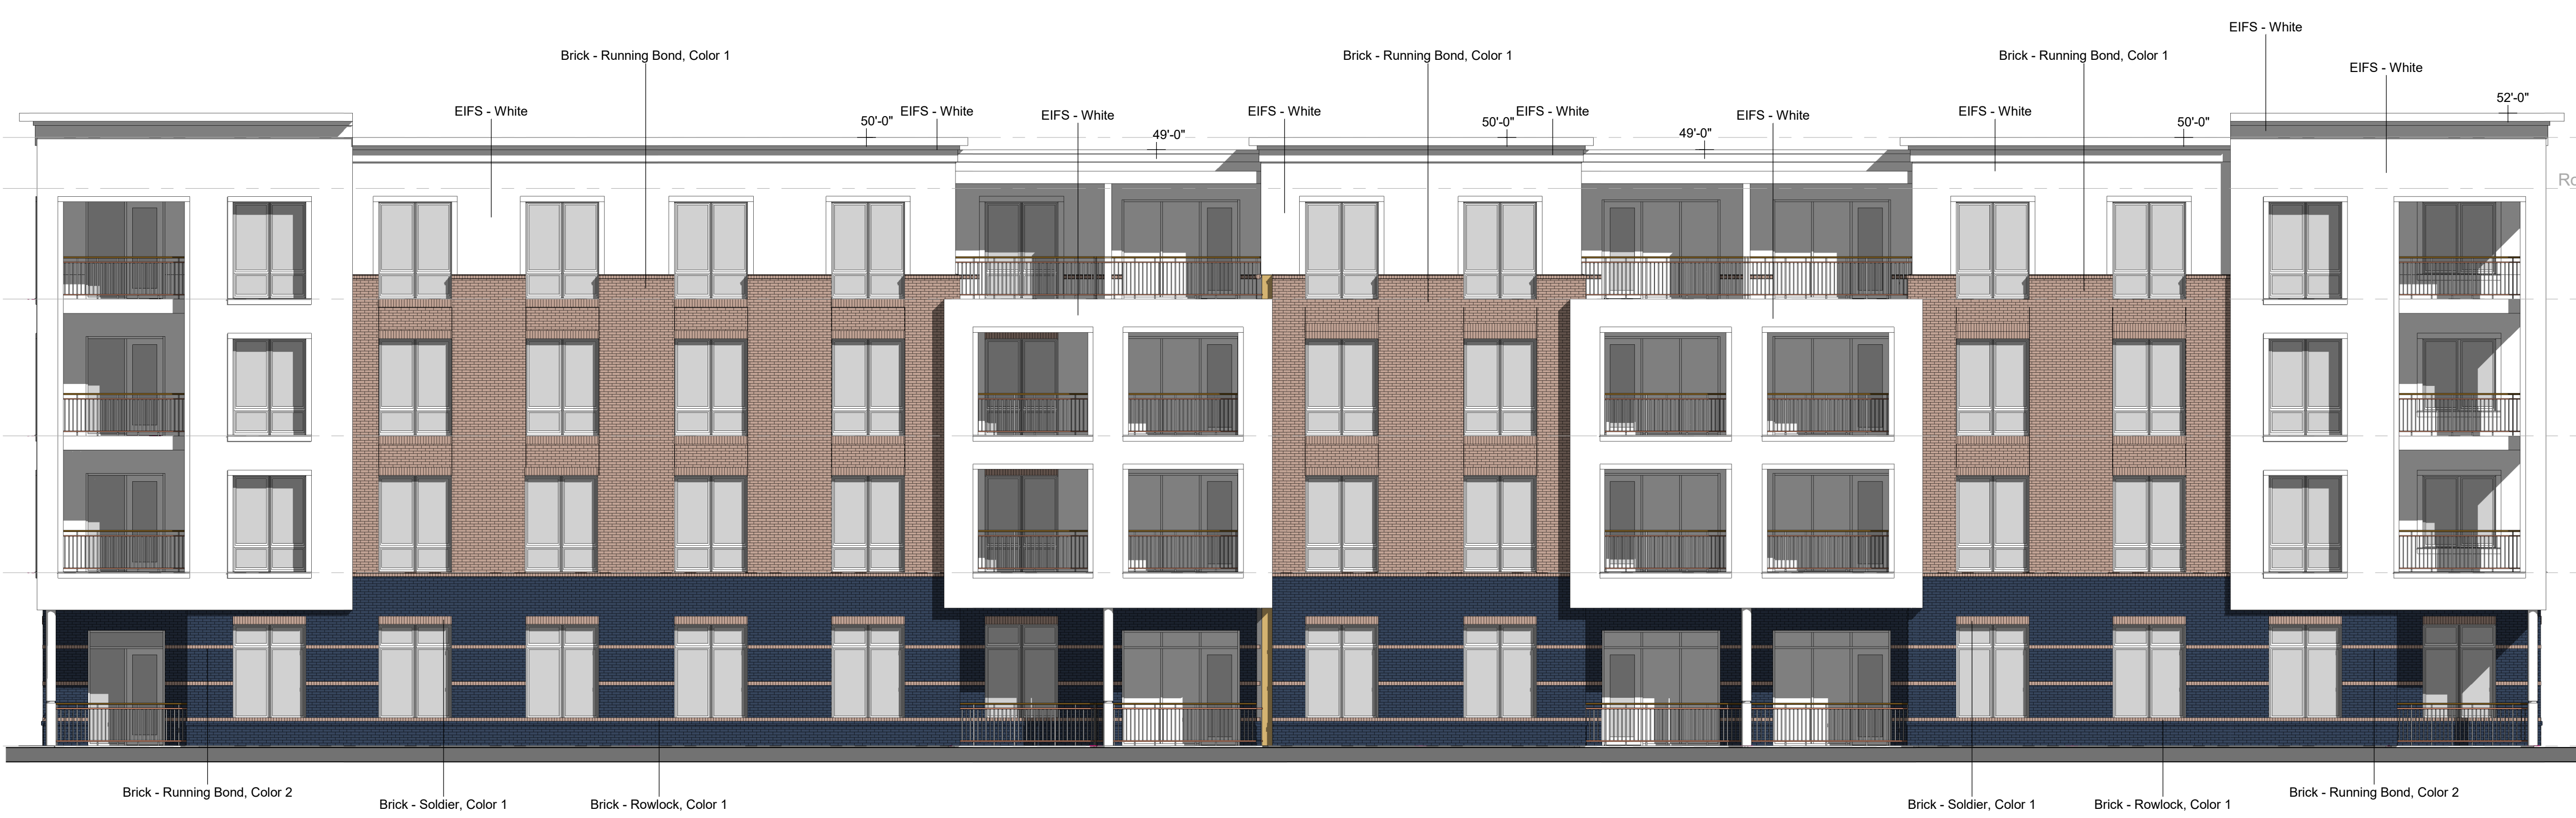 EIFS - White
Brick - Running Bond, Color 1
Brick - Running Bond, Color 1
Brick - Running Bond, Color 1
EIFS - White
52'-0"
EIFS - White
50'-0"
EIFS - White
EIFS - White
49'-0"
EIFS - White
50'-0"
EIFS - White
49'-0"
EIFS - White
EIFS - White
50'-0"
Brick - Running Bond, Color 2
Brick - Soldier, Color 1
Brick - Rowlock, Color 1
Brick - Soldier, Color 1
Brick - Rowlock, Color 1
Brick - Running Bond, Color 2